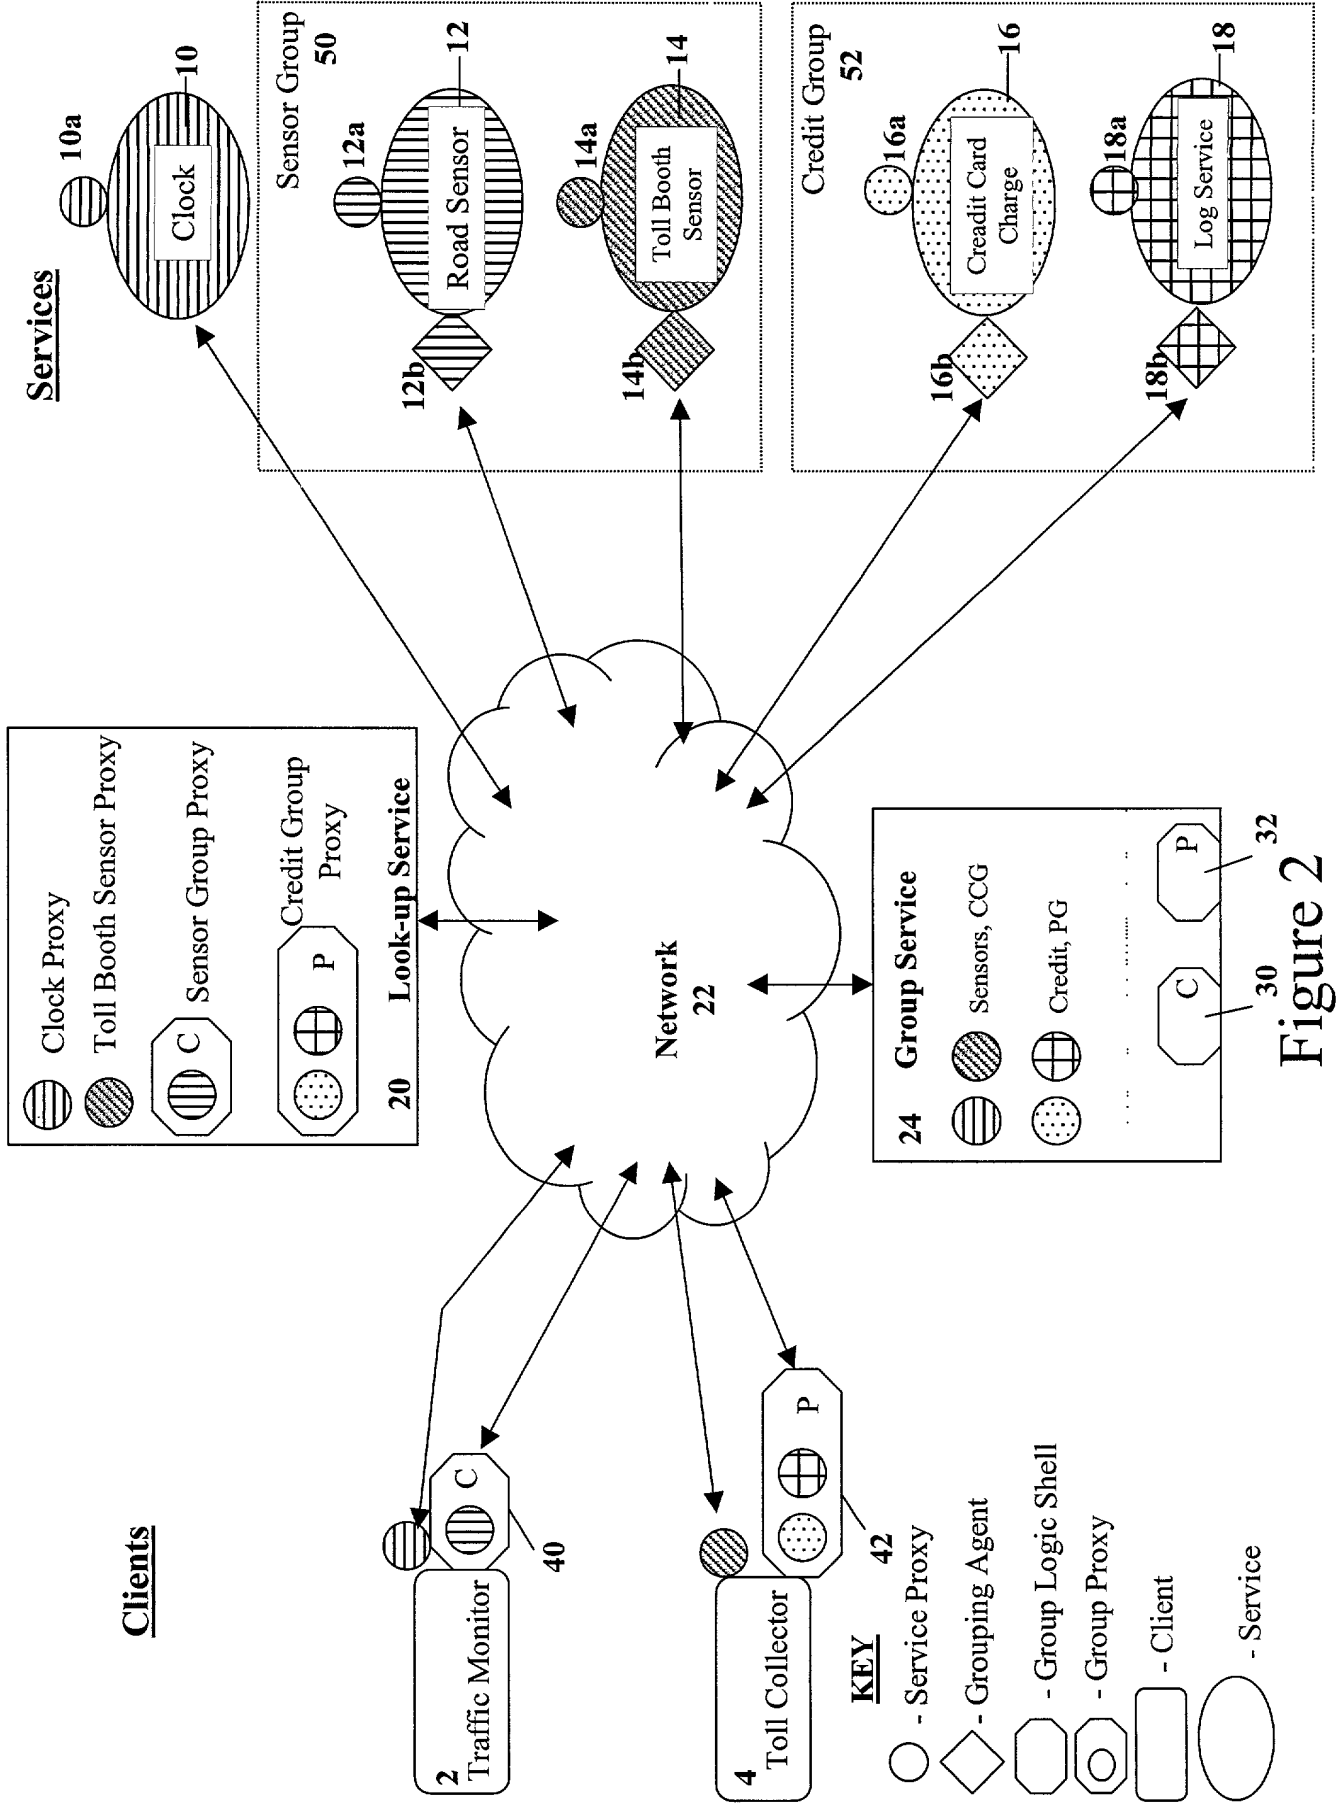 Clients
Services
2
Traffic Monitor
40
C
4
Toll Collector
42
P
KEY
- Service Proxy
- Grouping Agent
- Group Logic Shell
- Group Proxy
- Client
- Service
Clock Proxy
Toll Booth Sensor Proxy
C
Sensor Group Proxy
P
Credit Group
Proxy
20
Look-up Service
Network
22
24
Group Service
Sensors, CCG
Credit, PG
C
P
30
32
10a
Clock
10
Sensor Group
50
12a
12b
Road Sensor
12
14a
14b
Toll Booth
Sensor
14
Credit Group
52
16a
16b
Creadit Card
Charge
16
18a
18b
Log Service
18
Figure 2